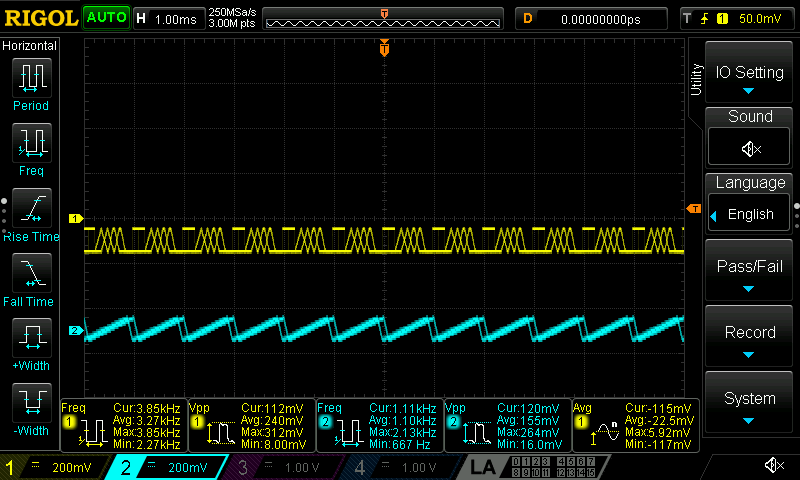 RIGOL AUTO H 1.00ms 250MSa/s D 0.00000000ps T 1 50.0mV
3.00M pts
T
Horizontal
Period
Freq
Rise Time
Fall Time
+Width
-Width
T
1
T
2
Utility
IO Setting
Sound
Language
English
Pass/Fail
Record
System
Freq
1
Cur:3.85kHz
Avg:3.27kHz
Max:3.85kHz
Min:2.27kHz
Vpp
1
Cur:112mV
Avg:240mV
Max:312mV
Min:8.00mV
Freq
2
Cur:1.11kHz
Avg:1.10kHz
Max:2.13kHz
Min:667 Hz
Vpp
2
Cur:120mV
Avg:155mV
Max:264mV
Min:16.0mV
Avg
1
n
Cur:-115mV
Avg:-22.5mV
Max:5.92mV
Min:-117mV
1 200mV 2 200mV 3 1.00 V 4 1.00 V LA
0 1 2 3 4 5 6 7
8 9 10 11 12 13 14 15